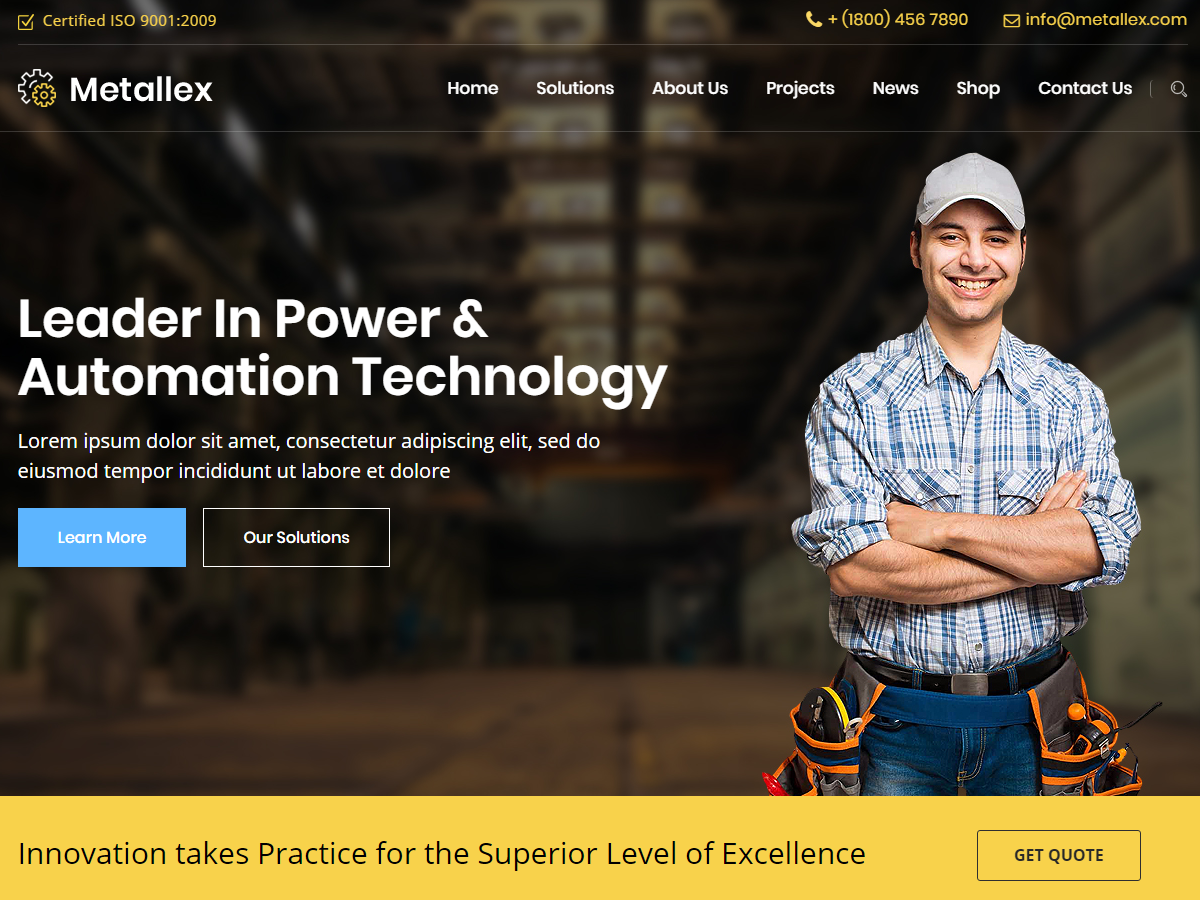 Certified ISO 9001:2009
+ (1800) 456 7890
info@metallex.com
Metallex
Home
Solutions
About Us
Projects
News
Shop
Contact Us
Leader In Power &
Automation Technology
Lorem ipsum dolor sit amet, consectetur adipiscing elit, sed do
eiusmod tempor incididunt ut labore et dolore
Learn More
Our Solutions
Innovation takes Practice for the Superior Level of Excellence
GET QUOTE